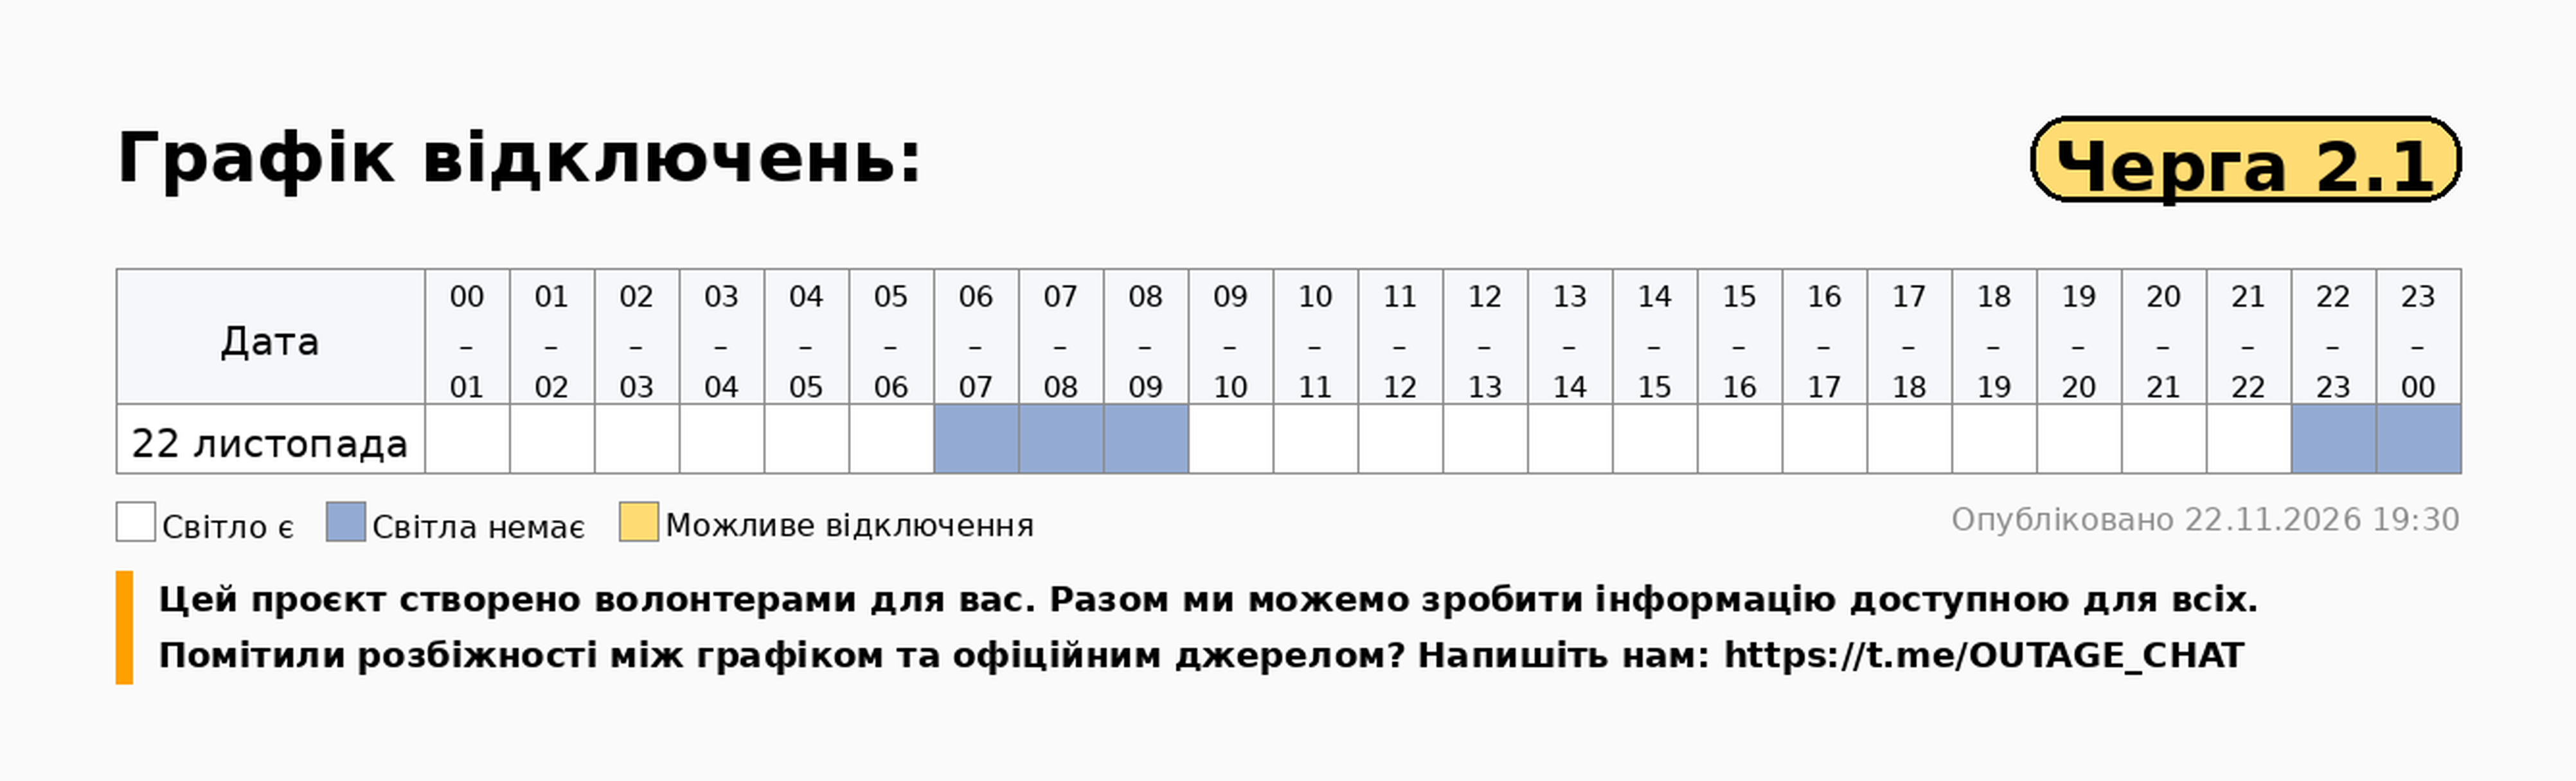 Графік відключень:
Черга 2.1
Дата
00 – 01
01 – 02
02 – 03
03 – 04
04 – 05
05 – 06
06 – 07
07 – 08
08 – 09
09 – 10
10 – 11
11 – 12
12 – 13
13 – 14
14 – 15
15 – 16
16 – 17
17 – 18
18 – 19
19 – 20
20 – 21
21 – 22
22 – 23
23 – 00
22 листопада
Світло є
Світла немає
Можливе відключення
Опубліковано 22.11.2026 19:30
Цей проєкт створено волонтерами для вас. Разом ми можемо зробити інформацію доступною для всіх.
Помітили розбіжності між графіком та офіційним джерелом? Напишіть нам: https://t.me/OUTAGE_CHAT